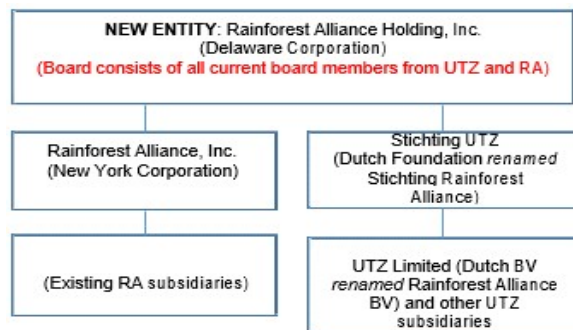 NEW ENTITY: Rainforest Alliance Holding, Inc.
(Delaware Corporation)
(Board consists of all current board members from UTZ and RA)
Rainforest Alliance, Inc.
(New York Corporation)
Stichting UTZ
(Dutch Foundation renamed
Stichting Rainforest
Alliance)
(Existing RA subsidiaries)
UTZ Limited (Dutch BV
renamed Rainforest Alliance
BV) and other UTZ
subsidiaries